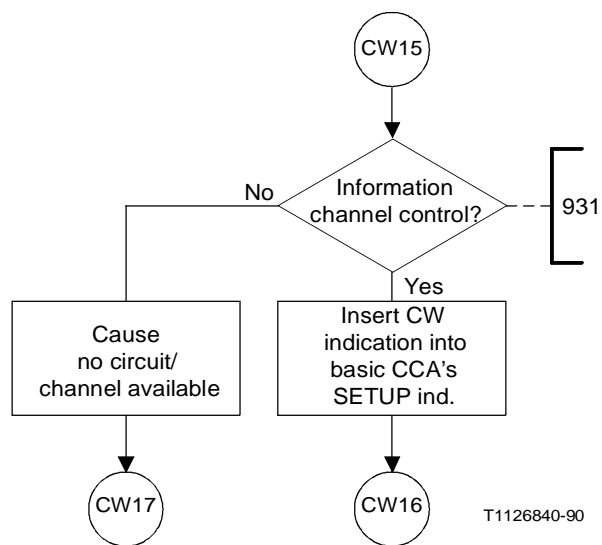 CW15
Information
channel control?
No
931
Yes
Cause
no circuit/
channel available
Insert CW
indication into
basic CCA's
SETUP ind.
CW17
CW16
T1126840-90